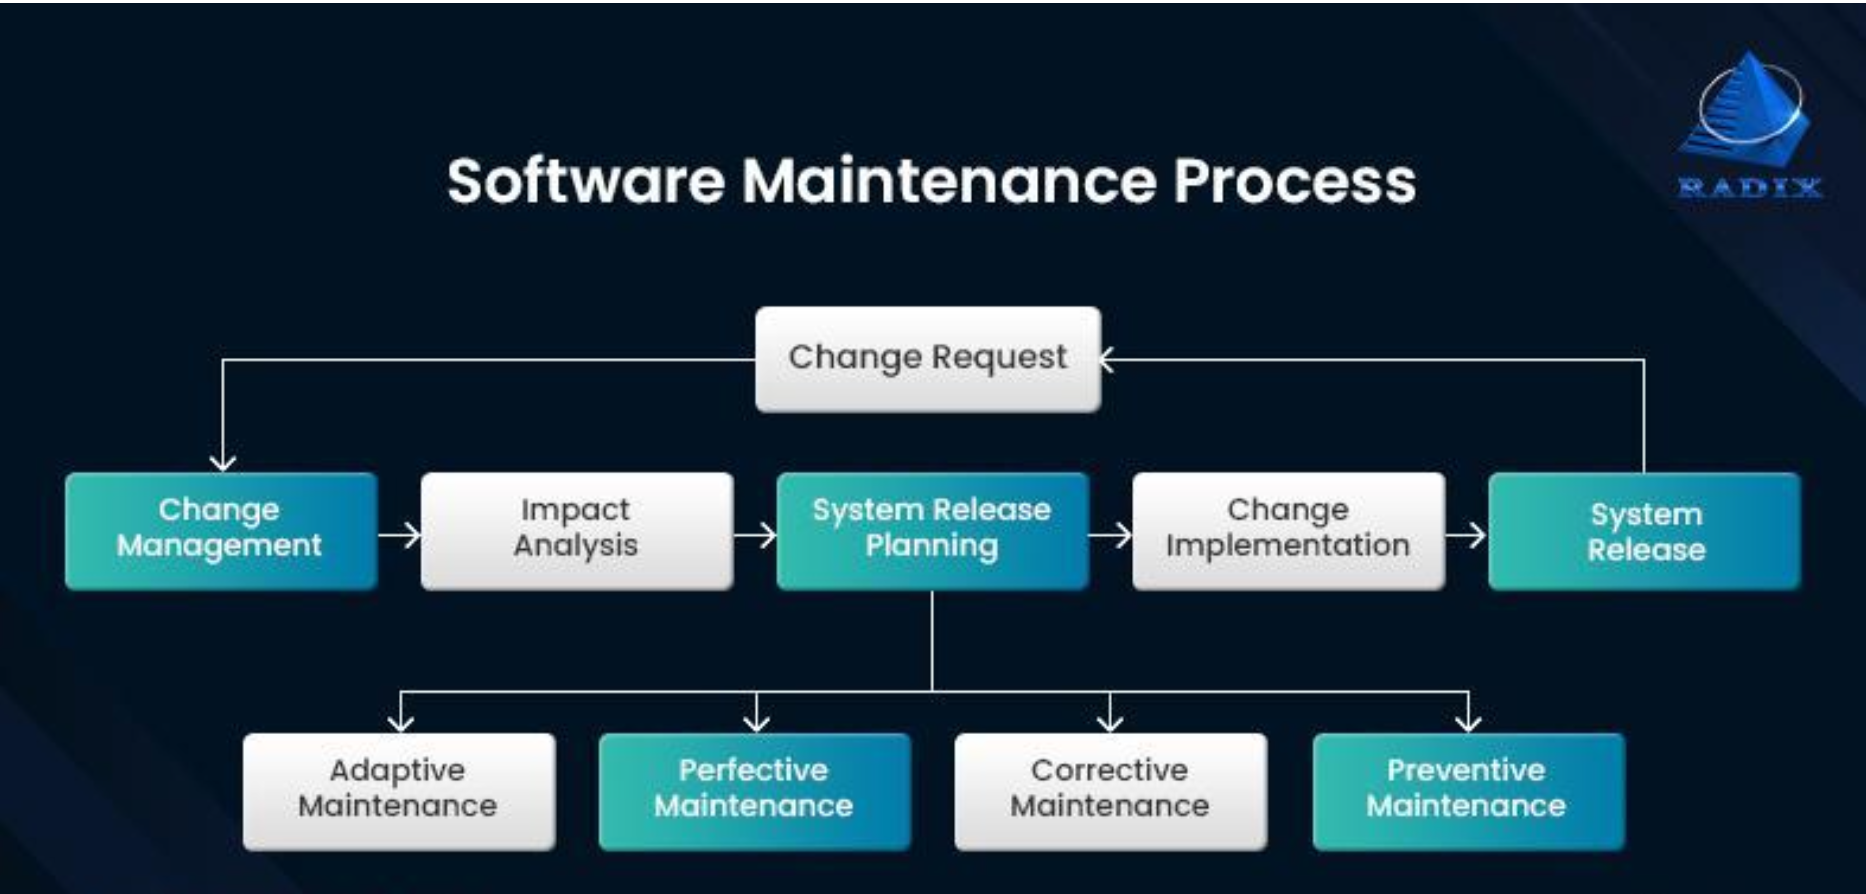 RADIX
Software Maintenance Process
Change Request
Change
Management
Impact
Analysis
System Release
Planning
Change
Implementation
System
Release
Adaptive
Maintenance
Perfective
Maintenance
Corrective
Maintenance
Preventive
Maintenance